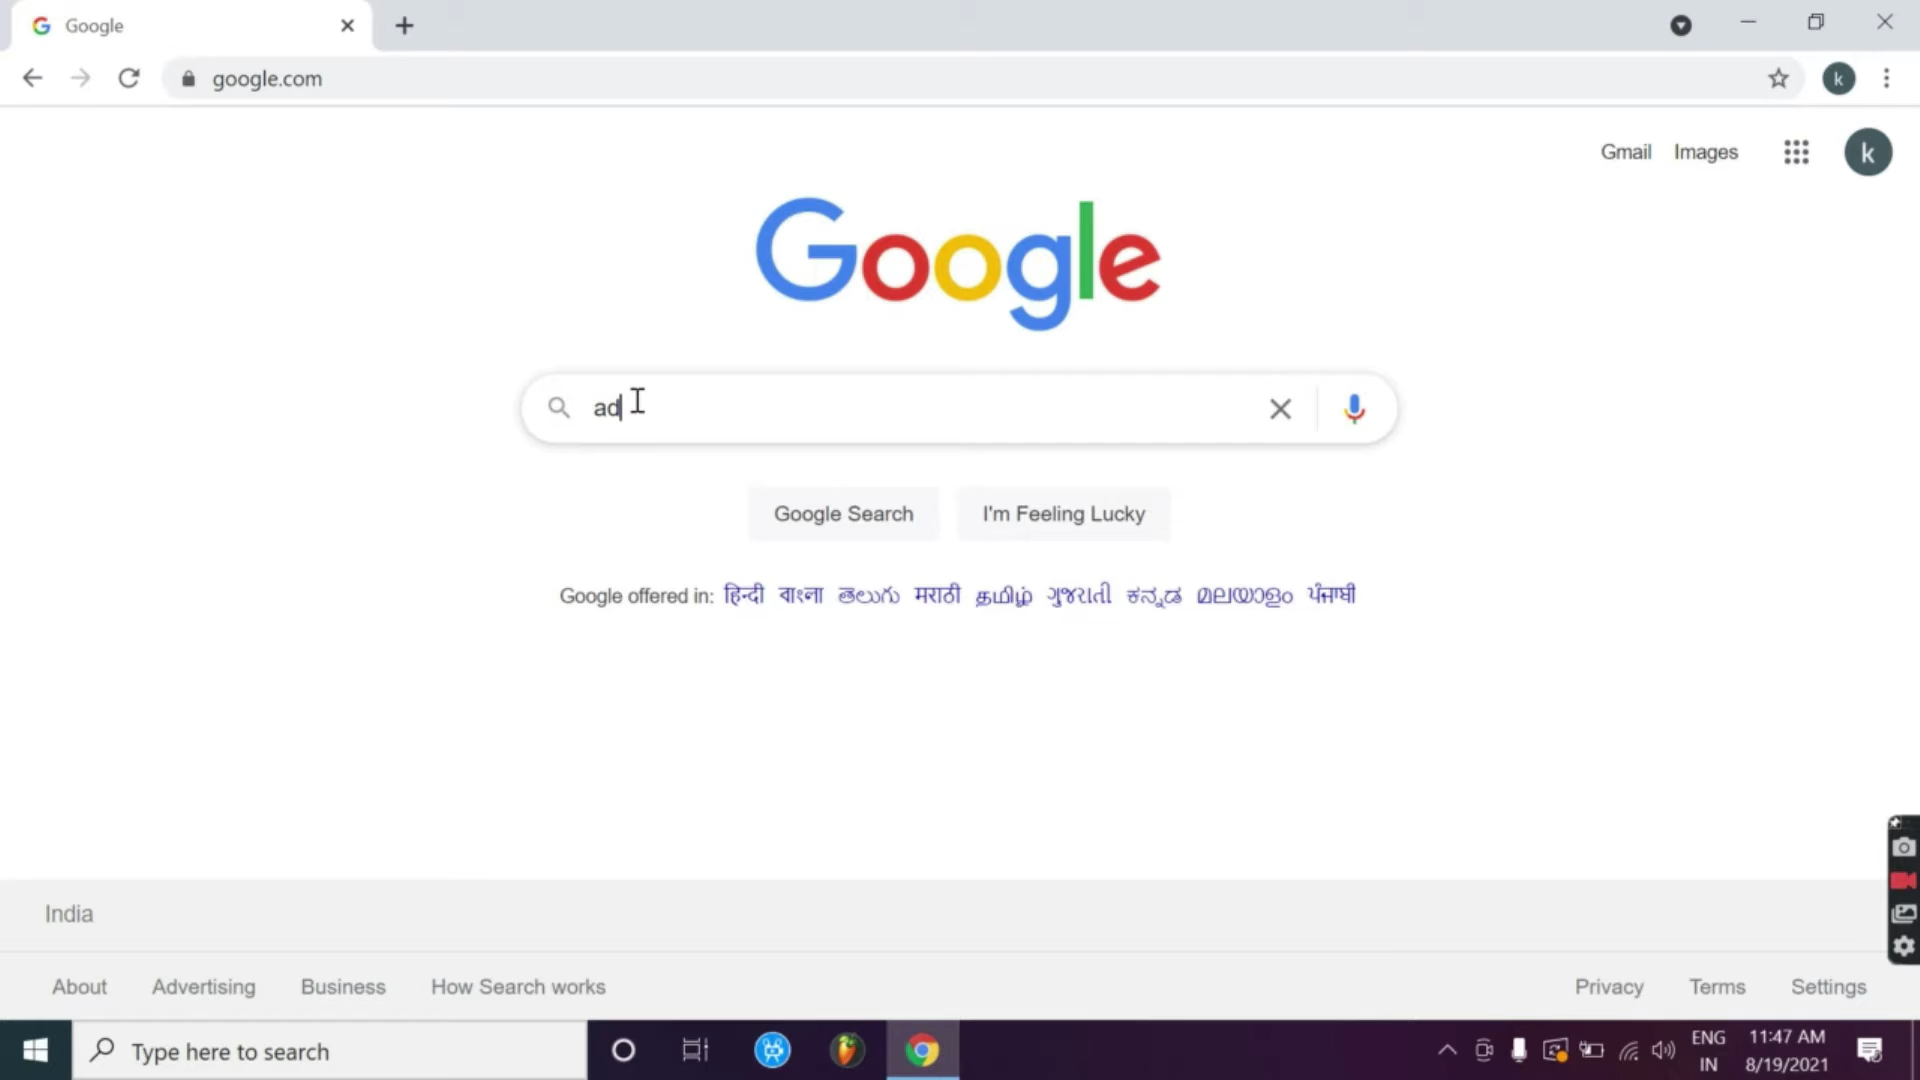 Google
google.com
Gmail Images
k
Google
ad
Google Search I'm Feeling Lucky
Google offered in: हिन्दी বাংলা తెలుగు मराठी தமிழ் ગુજરાતી ಕನ್ನಡ മലയാളം ਪੰਜਾਬੀ
India
About Advertising Business How Search works Privacy Terms Settings
Type here to search
ENG 11:47 AM
IN 8/19/2021